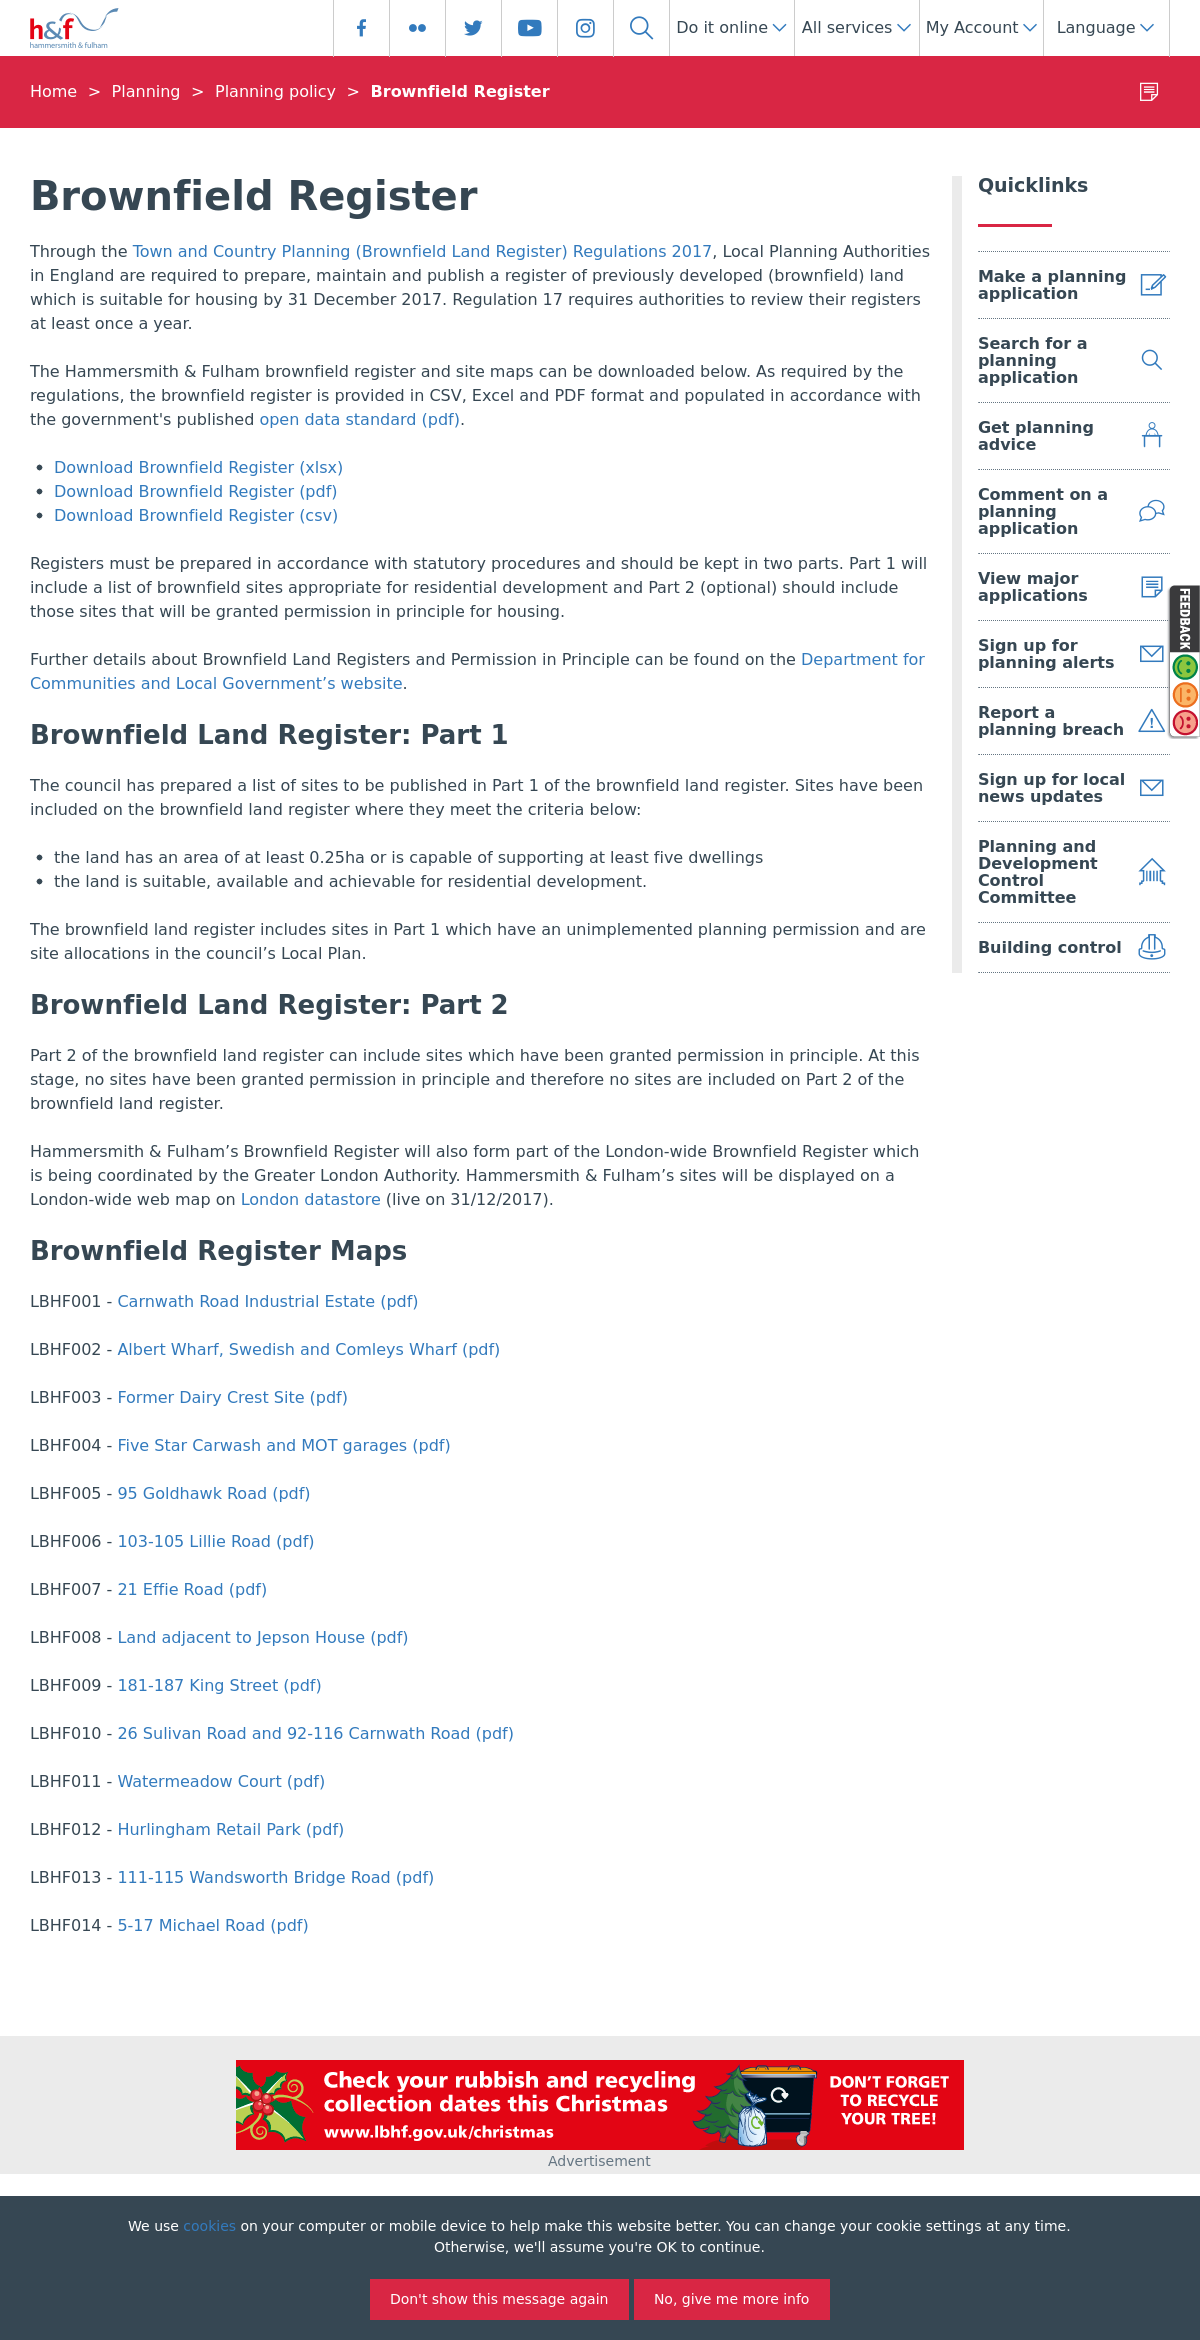 h&f
hammersmith & fulham
Do it online
All services
My Account
Language
Home > Planning > Planning policy > Brownfield Register
Brownfield Register
Through the Town and Country Planning (Brownfield Land Register) Regulations 2017, Local Planning Authorities
in England are required to prepare, maintain and publish a register of previously developed (brownfield) land
which is suitable for housing by 31 December 2017. Regulation 17 requires authorities to review their registers
at least once a year.
The Hammersmith & Fulham brownfield register and site maps can be downloaded below. As required by the
regulations, the brownfield register is provided in CSV, Excel and PDF format and populated in accordance with
the government's published open data standard (pdf).
• Download Brownfield Register (xlsx)
• Download Brownfield Register (pdf)
• Download Brownfield Register (csv)
Registers must be prepared in accordance with statutory procedures and should be kept in two parts. Part 1 will
include a list of brownfield sites appropriate for residential development and Part 2 (optional) should include
those sites that will be granted permission in principle for housing.
Further details about Brownfield Land Registers and Permission in Principle can be found on the Department for
Communities and Local Government’s website.
Brownfield Land Register: Part 1
The council has prepared a list of sites to be published in Part 1 of the brownfield land register. Sites have been
included on the brownfield land register where they meet the criteria below:
• the land has an area of at least 0.25ha or is capable of supporting at least five dwellings
• the land is suitable, available and achievable for residential development.
The brownfield land register includes sites in Part 1 which have an unimplemented planning permission and are
site allocations in the council’s Local Plan.
Brownfield Land Register: Part 2
Part 2 of the brownfield land register can include sites which have been granted permission in principle. At this
stage, no sites have been granted permission in principle and therefore no sites are included on Part 2 of the
brownfield land register.
Hammersmith & Fulham’s Brownfield Register will also form part of the London-wide Brownfield Register which
is being coordinated by the Greater London Authority. Hammersmith & Fulham’s sites will be displayed on a
London-wide web map on London datastore (live on 31/12/2017).
Brownfield Register Maps
LBHF001 - Carnwath Road Industrial Estate (pdf)
LBHF002 - Albert Wharf, Swedish and Comleys Wharf (pdf)
LBHF003 - Former Dairy Crest Site (pdf)
LBHF004 - Five Star Carwash and MOT garages (pdf)
LBHF005 - 95 Goldhawk Road (pdf)
LBHF006 - 103-105 Lillie Road (pdf)
LBHF007 - 21 Effie Road (pdf)
LBHF008 - Land adjacent to Jepson House (pdf)
LBHF009 - 181-187 King Street (pdf)
LBHF010 - 26 Sulivan Road and 92-116 Carnwath Road (pdf)
LBHF011 - Watermeadow Court (pdf)
LBHF012 - Hurlingham Retail Park (pdf)
LBHF013 - 111-115 Wandsworth Bridge Road (pdf)
LBHF014 - 5-17 Michael Road (pdf)
Quicklinks
Make a planning
application
Search for a
planning
application
Get planning
advice
Comment on a
planning
application
View major
applications
Sign up for
planning alerts
Report a
planning breach
Sign up for local
news updates
Planning and
Development
Control
Committee
Building control
FEEDBACK
Check your rubbish and recycling
collection dates this Christmas
www.lbhf.gov.uk/christmas
DON'T FORGET
TO RECYCLE
YOUR TREE!
Advertisement
We use cookies on your computer or mobile device to help make this website better. You can change your cookie settings at any time.
Otherwise, we'll assume you're OK to continue.
Don't show this message again
No, give me more info